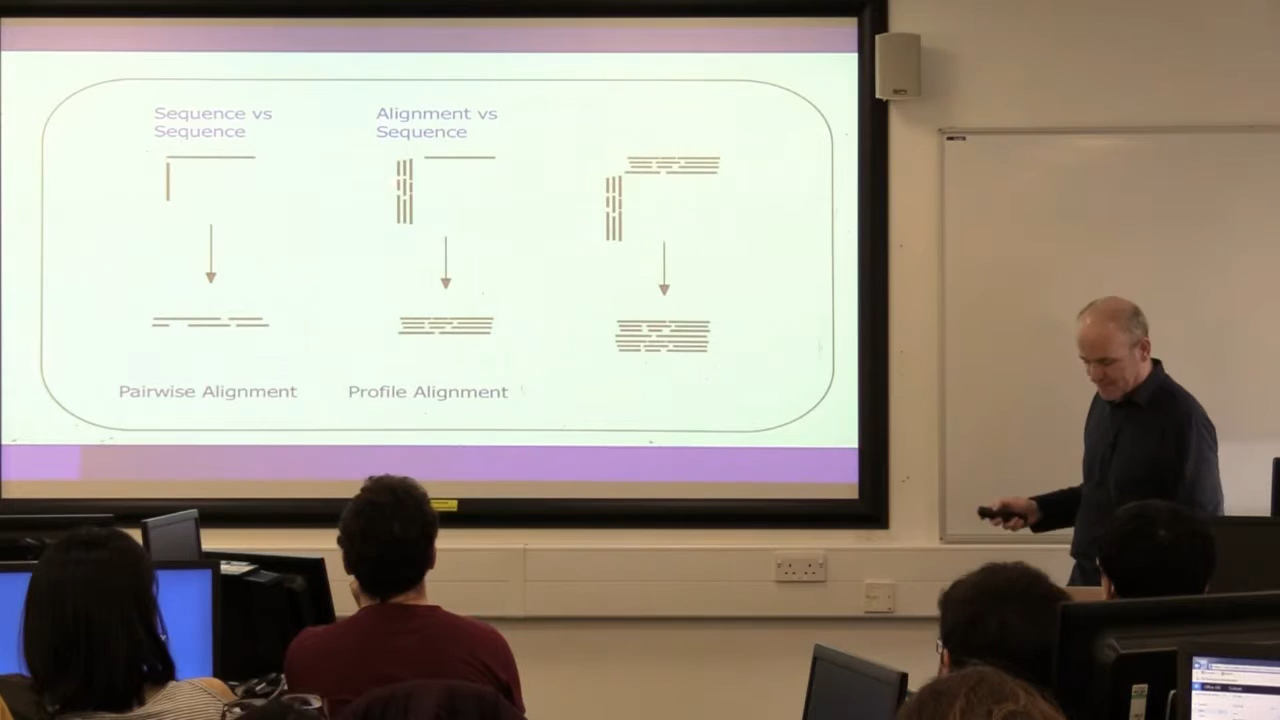 Sequence vs
Sequence
Alignment vs
Sequence
Pairwise Alignment
Profile Alignment